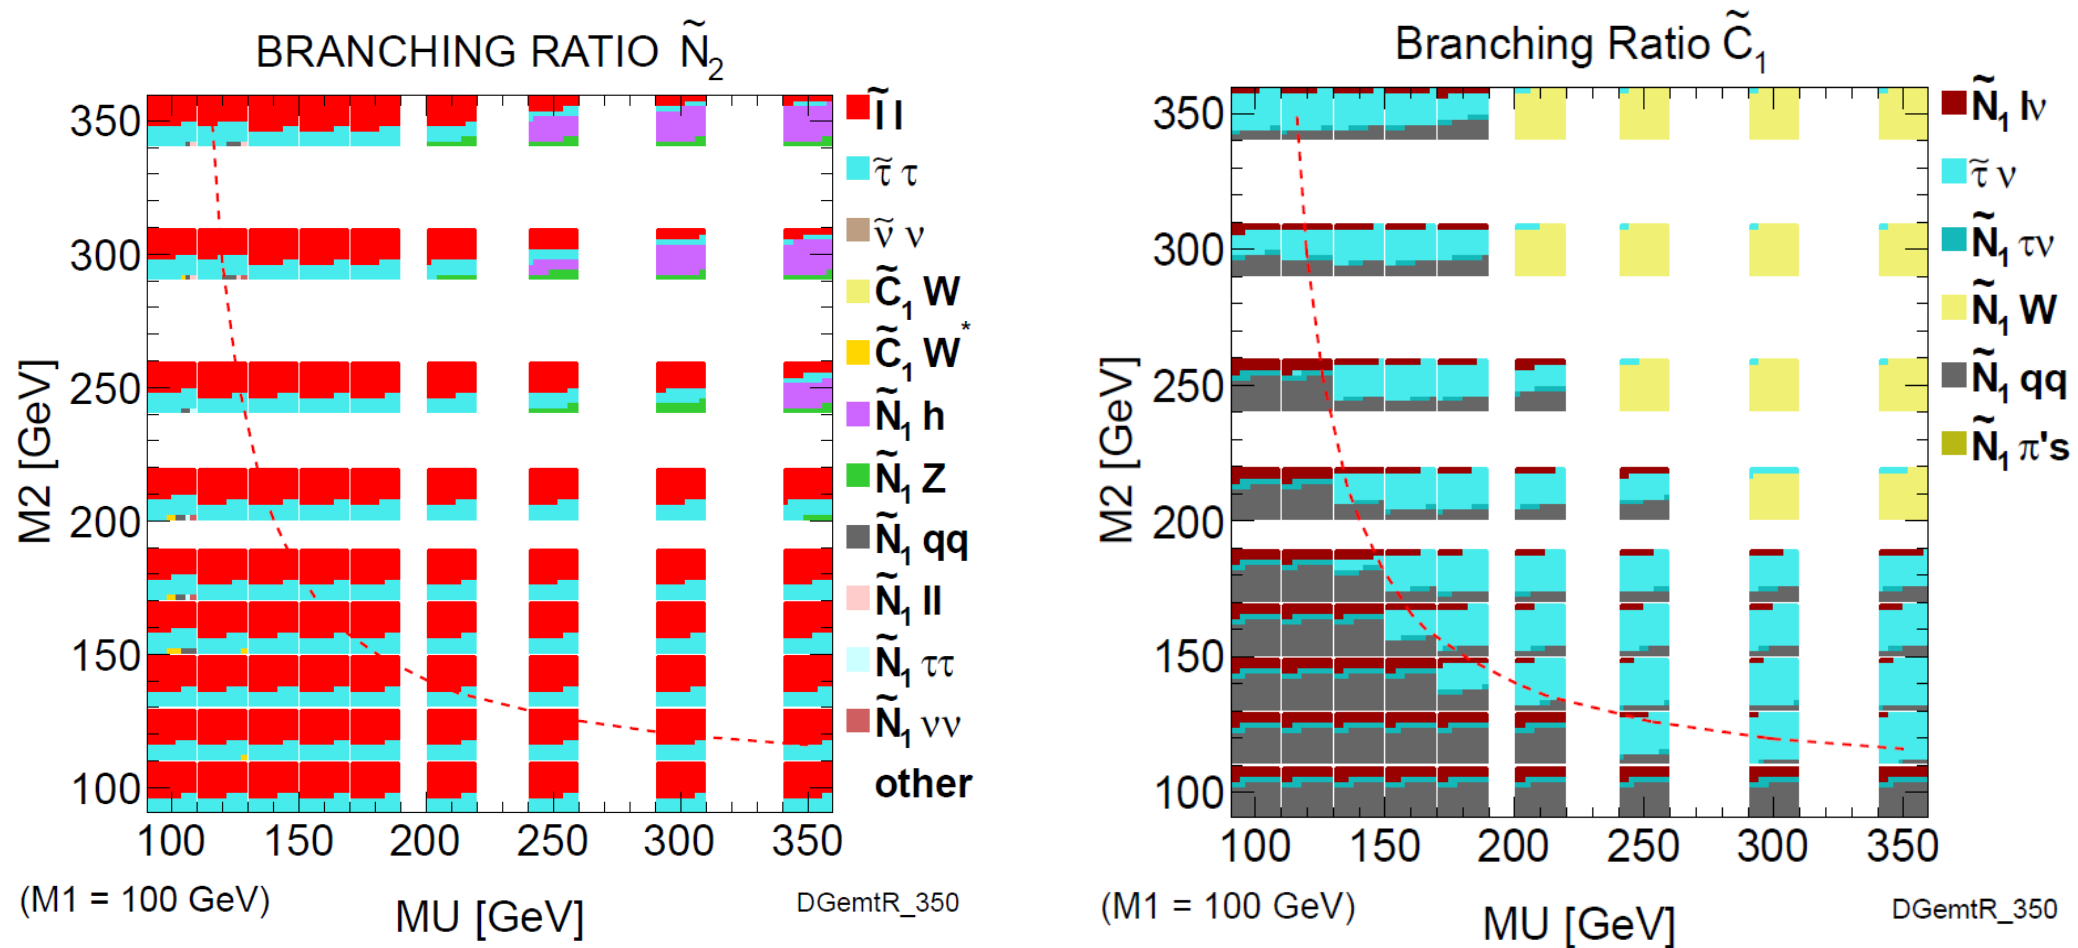 BRANCHING RATIO Ñ₂
350
300
250
200
150
100
M2 [GeV]
100 150 200 250 300 350
(M1 = 100 GeV)
MU [GeV]
DGemtR_350
l̃ l
τ̃ τ
ν̃ ν
C̃₁ W
C̃₁ W*
Ñ₁ h
Ñ₁ Z
Ñ₁ qq
Ñ₁ ll
Ñ₁ ττ
Ñ₁ νν
other
Branching Ratio C̃₁
350
300
250
200
150
100
M2 [GeV]
100 150 200 250 300 350
(M1 = 100 GeV)
MU [GeV]
DGemtR_350
Ñ₁ lν
τ̃ ν
Ñ₁ τν
Ñ₁ W
Ñ₁ qq
Ñ₁ π's